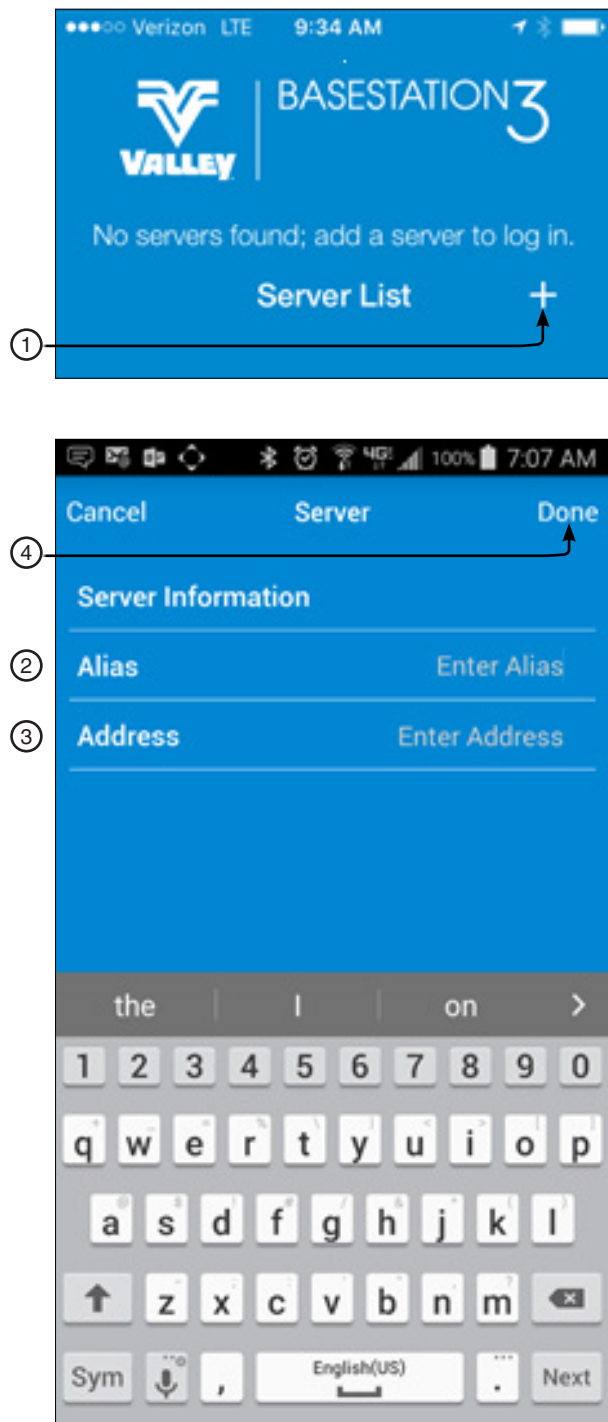 Verizon LTE 9:34 AM
VALLEY
BASESTATION3
No servers found; add a server to log in.
Server List +
1
4G 100% 7:07 AM
Cancel Server Done
4
Server Information
2 Alias Enter Alias
3 Address Enter Address
the I on >
1 2 3 4 5 6 7 8 9 0
q w e r t y u i o p
a s d f g h j k l
z x c v b n m
Sym , English(US) . Next